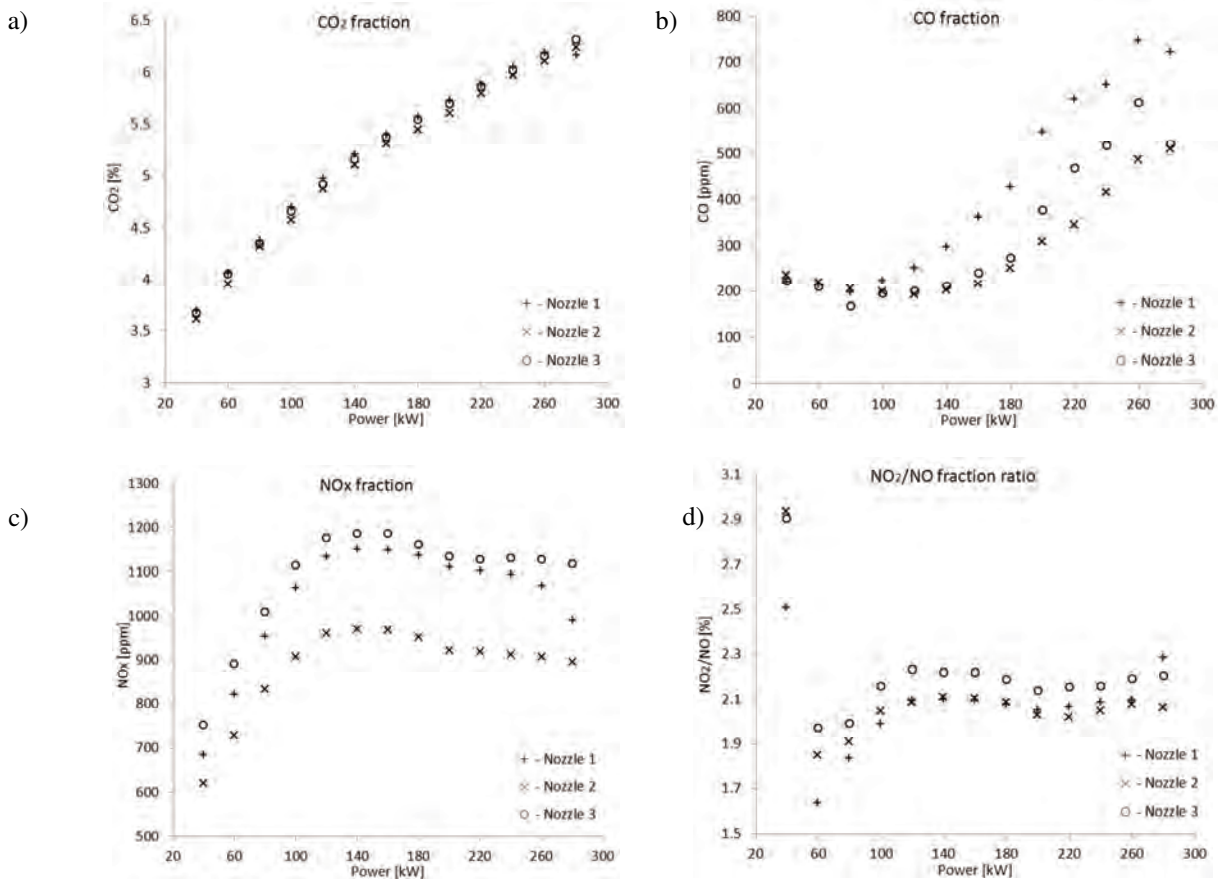 a)
CO₂ fraction
6.5
6
5.5
5
4.5
4
3.5
3
CO₂ [%]
+ - Nozzle 1
× - Nozzle 2
o - Nozzle 3
20 60 100 140 180 220 260 300
Power [kW]
b)
CO fraction
800
700
600
500
400
300
200
100
0
CO [ppm]
+ - Nozzle 1
× - Nozzle 2
o - Nozzle 3
20 60 100 140 180 220 260 300
Power [kW]
c)
NOx fraction
1300
1200
1100
1000
900
800
700
600
500
NOx [ppm]
+ - Nozzle 1
× - Nozzle 2
o - Nozzle 3
20 60 100 140 180 220 260 300
Power [kW]
d)
NO₂/NO fraction ratio
3.1
2.9
2.7
2.5
2.3
2.1
1.9
1.7
1.5
NO₂/NO [%]
+ - Nozzle 1
× - Nozzle 2
o - Nozzle 3
20 60 100 140 180 220 260 300
Power [kW]